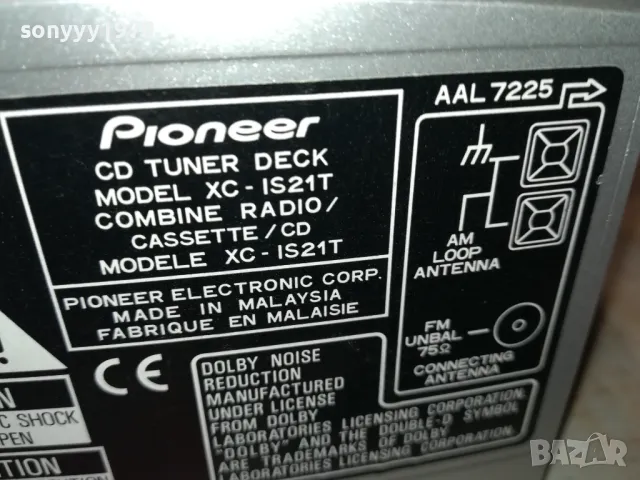 sonyyy19
AAL 7225
Pioneer
CD TUNER DECK
MODEL XC-IS21T
COMBINE RADIO/
CASSETTE/CD
MODELE XC-IS21T
PIONEER ELECTRONIC CORP.
MADE IN MALAYSIA
FABRIQUE EN MALAISIE
AM
LOOP
ANTENNA
FM
UNBAL
75Ω
CONNECTING
ANTENNA
CE
DOLBY NOISE
REDUCTION
MANUFACTURED
UNDER LICENSE
FROM DOLBY
LABORATORIES LICENSING CORPORATION.
"DOLBY" AND THE DOUBLE-D SYMBOL
ARE TRADEMARKS OF DOLBY
LABORATORIES LICENSING CORPORATION.
SHOCK
BAZAR